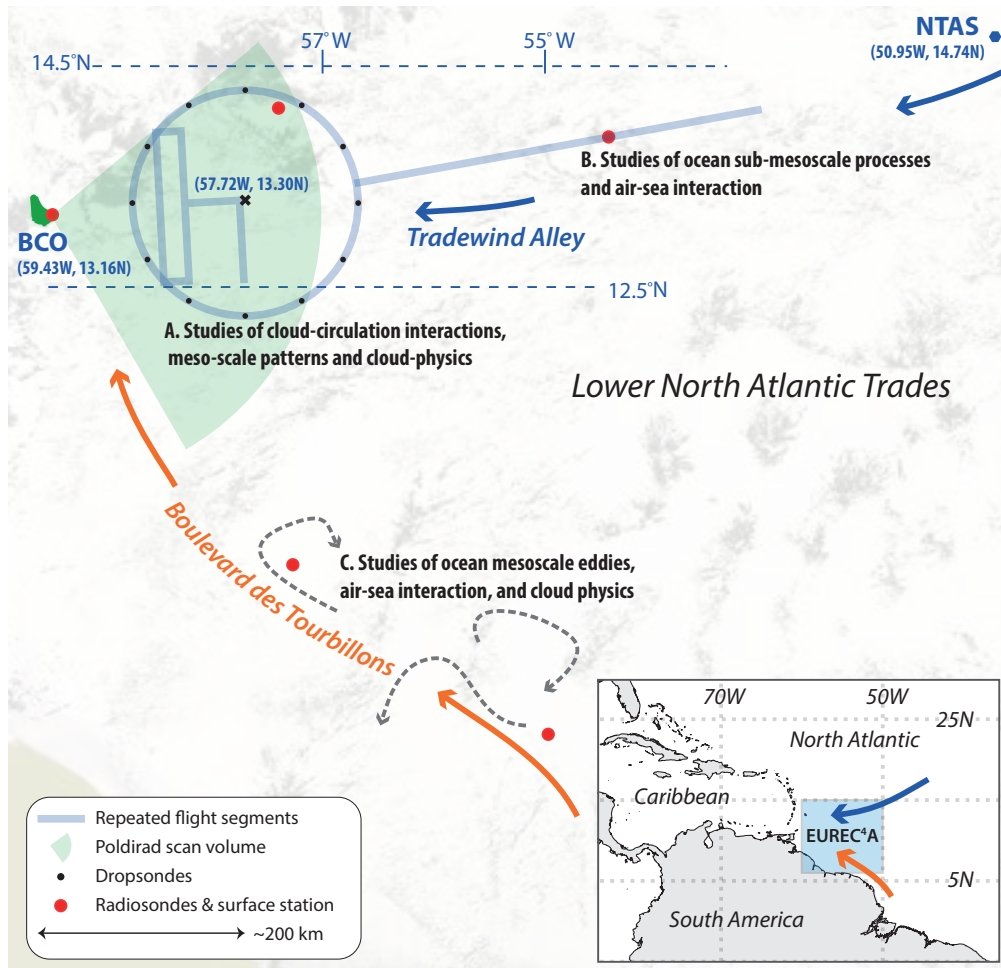 NTAS
(50.95W, 14.74N)
57°W
55°W
14.5°N
B. Studies of ocean sub-mesoscale processes
and air-sea interaction
(57.72W, 13.30N)
Tradewind Alley
BCO
(59.43W, 13.16N)
12.5°N
A. Studies of cloud-circulation interactions,
meso-scale patterns and cloud-physics
Lower North Atlantic Trades
Boulevard des Tourbillons
C. Studies of ocean mesoscale eddies,
air-sea interaction, and cloud physics
70W
50W
25N
North Atlantic
Caribbean
EUREC⁴A
5N
South America
Repeated flight segments
Poldirad scan volume
Dropsondes
Radiosondes & surface station
~200 km